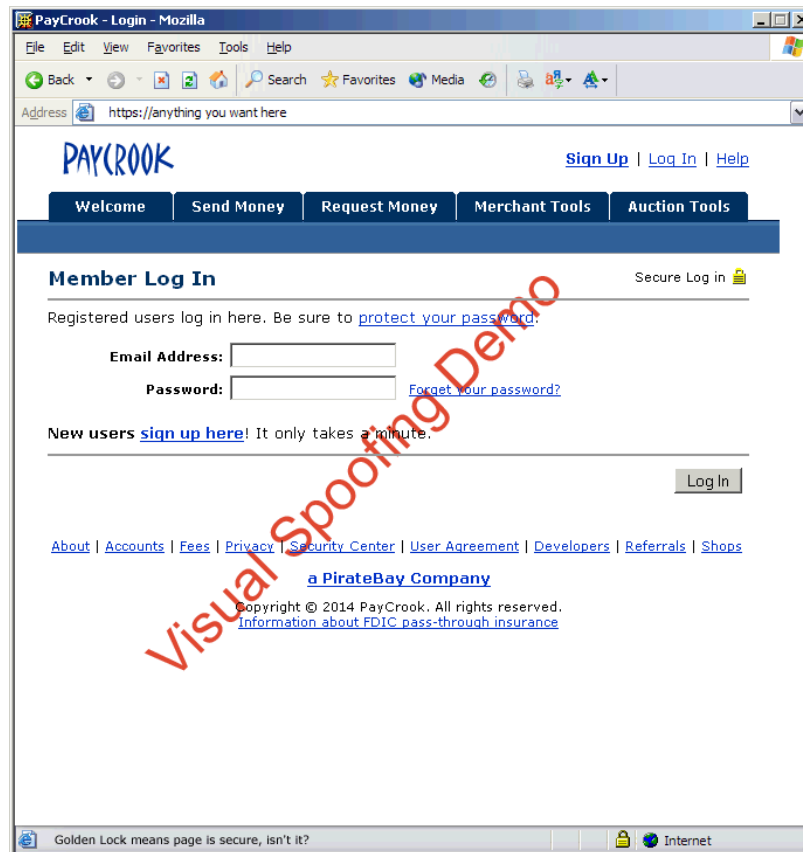 PayCrook - Login - Mozilla
File Edit View Favorites Tools Help
Back Search Favorites Media
Address https://anything you want here
PAYCROOK
Sign Up | Log In | Help
Welcome Send Money Request Money Merchant Tools Auction Tools
Member Log In
Secure Log in
Registered users log in here. Be sure to protect your password.
Email Address:
Password: Forget your password?
New users sign up here! It only takes a minute.
Log In
About | Accounts | Fees | Privacy | Security Center | User Agreement | Developers | Referrals | Shops
a PirateBay Company
Copyright © 2014 PayCrook. All rights reserved.
Information about FDIC pass-through insurance
Visual Spoofing Demo
Golden Lock means page is secure, isn't it? Internet